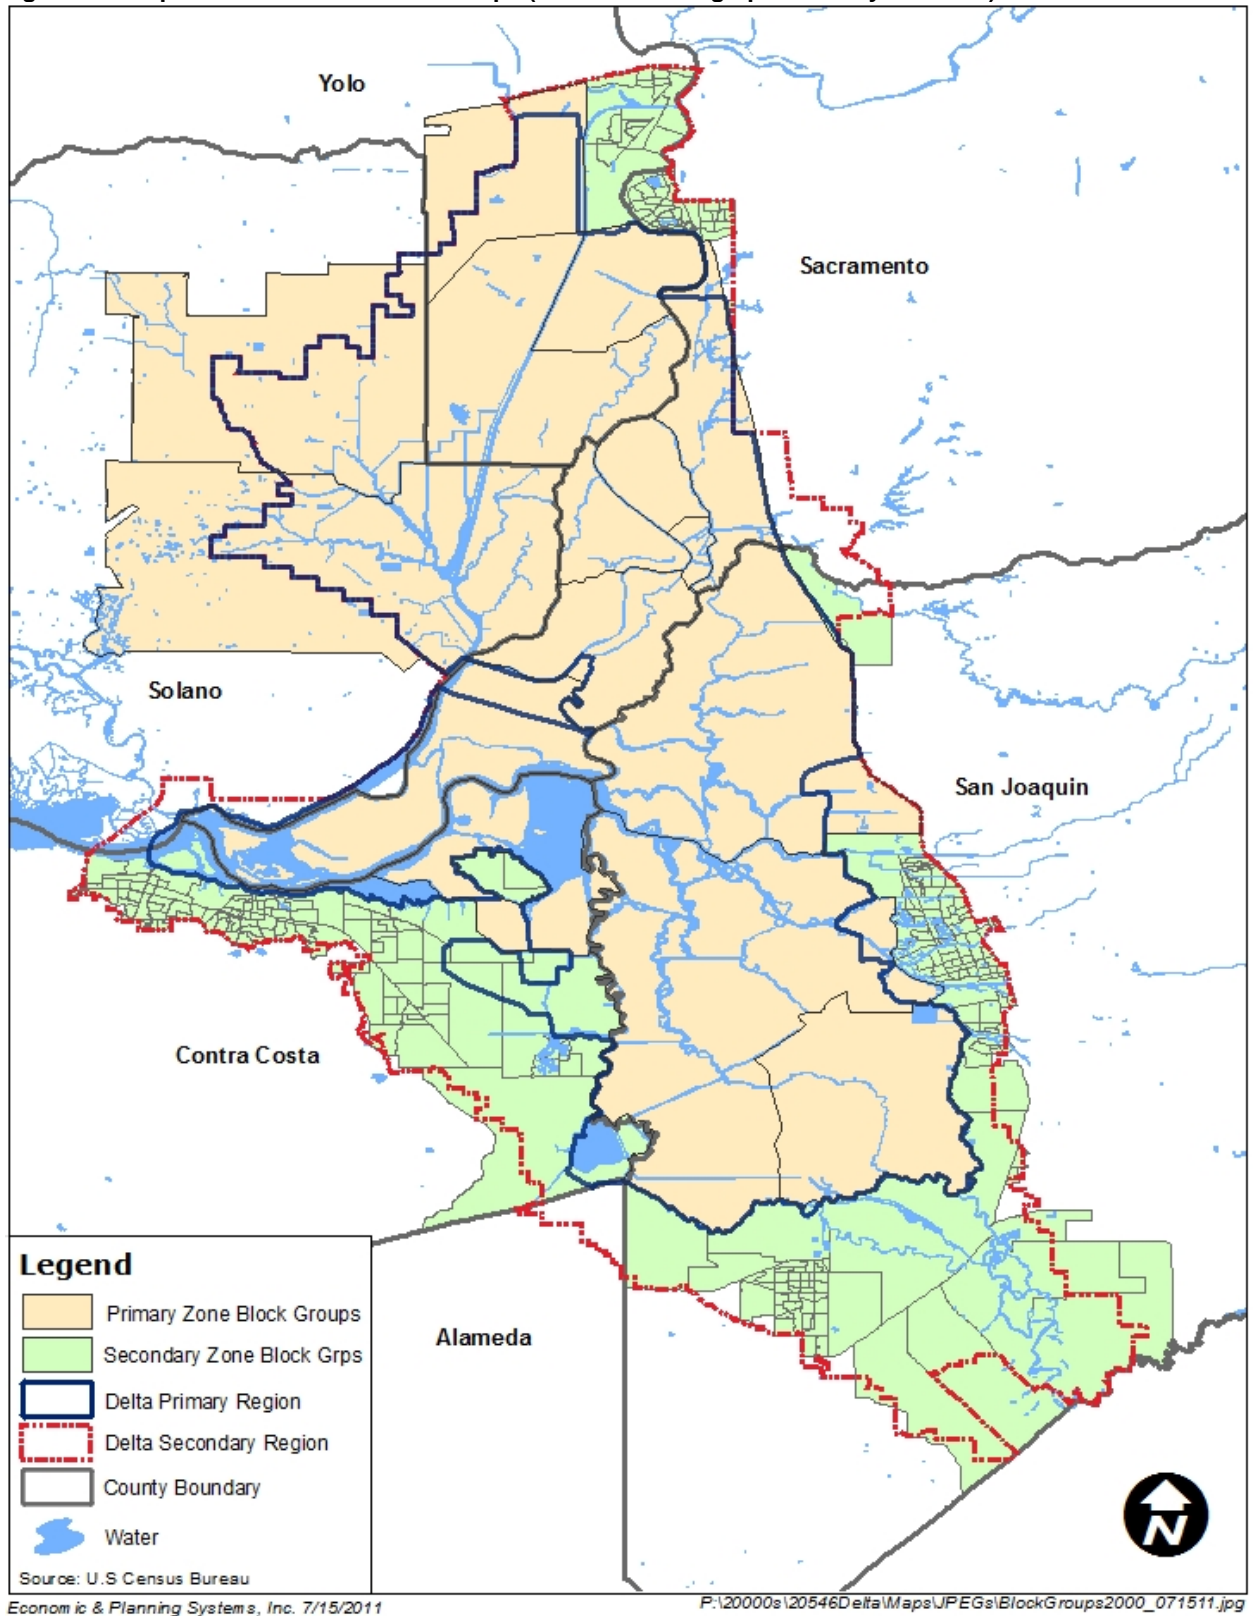 Yolo
Sacramento
Solano
San Joaquin
Contra Costa
Alameda
Legend
Primary Zone Block Groups
Secondary Zone Block Grps
Delta Primary Region
Delta Secondary Region
County Boundary
Water
Source: U.S Census Bureau
N
Economic & Planning Systems, Inc. 7/15/2011
P:\20000s\20546Delta\Maps\JPEGs\BlockGroups2000_071511.jpg